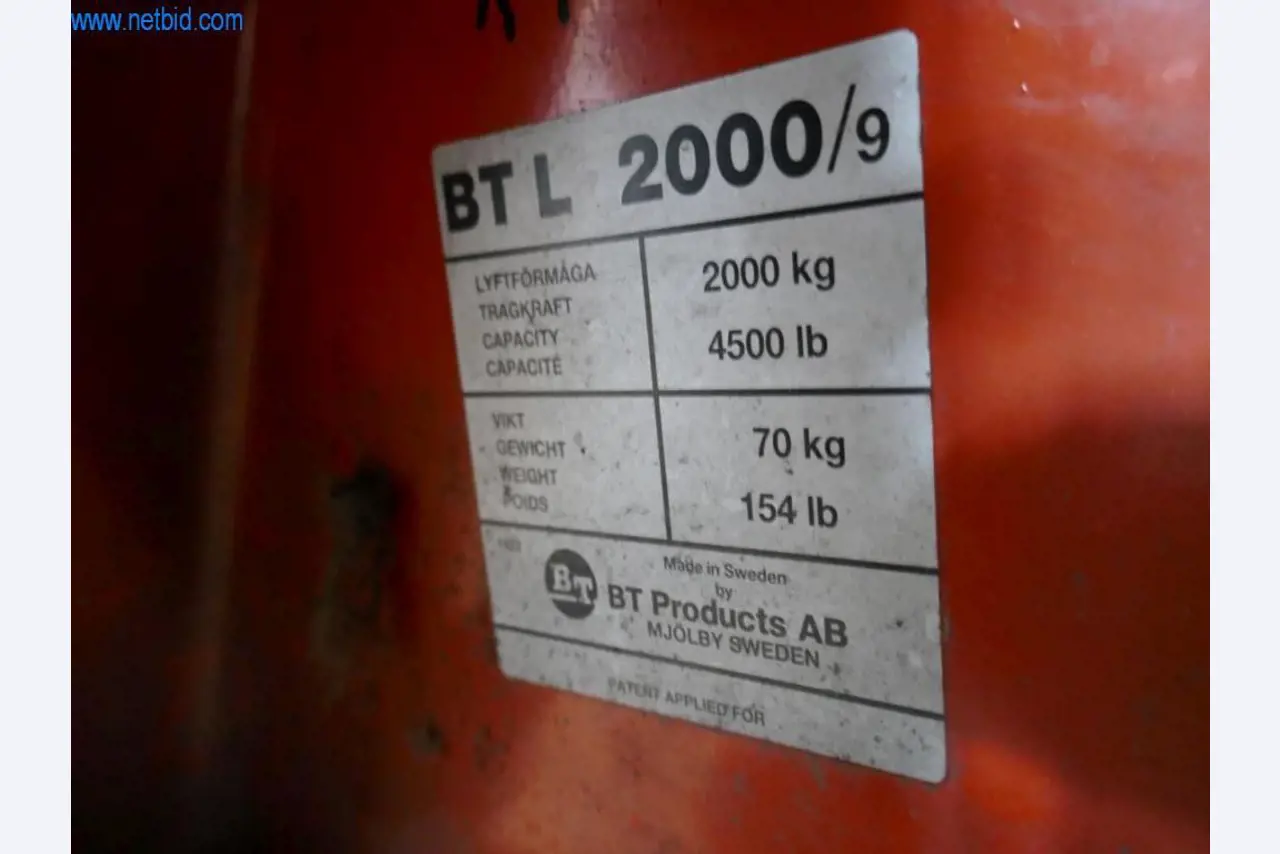 www.netbid.com
BT L 2000/9
LYFTFÖRMÅGA
TRAGKRAFT
CAPACITY
CAPACITÉ
2000 kg
4500 lb
VIKT
GEWICHT
WEIGHT
POIDS
70 kg
154 lb
BT
Made in Sweden
by
BT Products AB
MJÖLBY SWEDEN
PATENT APPLIED FOR